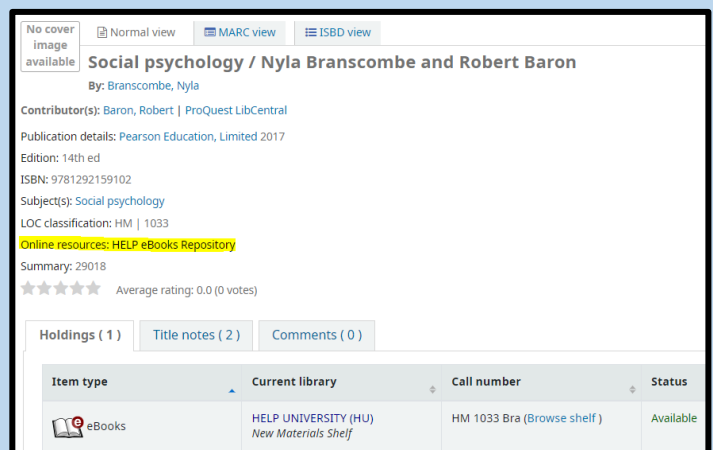 No cover
image
available
Normal view MARC view ISBD view
Social psychology / Nyla Branscombe and Robert Baron
By: Branscombe, Nyla
Contributor(s): Baron, Robert | ProQuest LibCentral
Publication details: Pearson Education, Limited 2017
Edition: 14th ed
ISBN: 9781292159102
Subject(s): Social psychology
LOC classification: HM | 1033
Online resources: HELP eBooks Repository
Summary: 29018
Average rating: 0.0 (0 votes)
Holdings ( 1 ) Title notes ( 2 ) Comments ( 0 )
Item type Current library Call number Status
eBooks HELP UNIVERSITY (HU) HM 1033 Bra (Browse shelf ) Available
New Materials Shelf